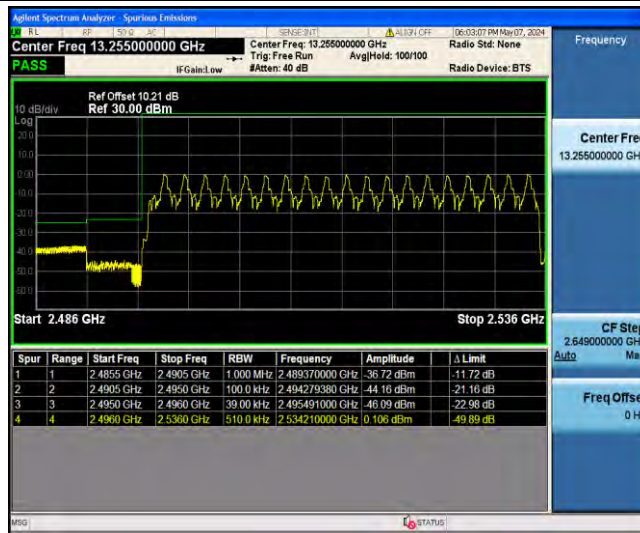 Agilent Spectrum Analyzer - Spurious Emissions
RL RF 50 Ω AC SENSE:INT ALIGN OFF 06:03:07 PM May 07, 2024
Center Freq 13.255000000 GHz
Center Freq: 13.255000000 GHz
Radio Std: None
Trig: Free Run Avg|Hold: 100/100
PASS
IFGain:Low
#Atten: 40 dB
Radio Device: BTS
Ref Offset 10.21 dB
10 dB/div Ref 30.00 dBm
Log
20.0
10.0
0.00
-10.0
-20.0
-30.0
-40.0
-50.0
Start 2.486 GHz Stop 2.536 GHz
Spur Range Start Freq Stop Freq RBW Frequency Amplitude Δ Limit
1 1 2.4855 GHz 2.4905 GHz 1.000 MHz 2.489370000 GHz -36.72 dBm -11.72 dB
2 2 2.4905 GHz 2.4950 GHz 100.0 kHz 2.494279380 GHz -44.16 dBm -21.16 dB
3 3 2.4950 GHz 2.4960 GHz 39.00 kHz 2.495491000 GHz -46.09 dBm -22.98 dB
4 4 2.4960 GHz 2.5360 GHz 510.0 kHz 2.534210000 GHz 0.106 dBm -49.89 dB
MSG STATUS
Frequency
Center Fre
13.255000000 GH
CF Step
2.649000000 GH
Auto Ma
Freq Offse
0 H